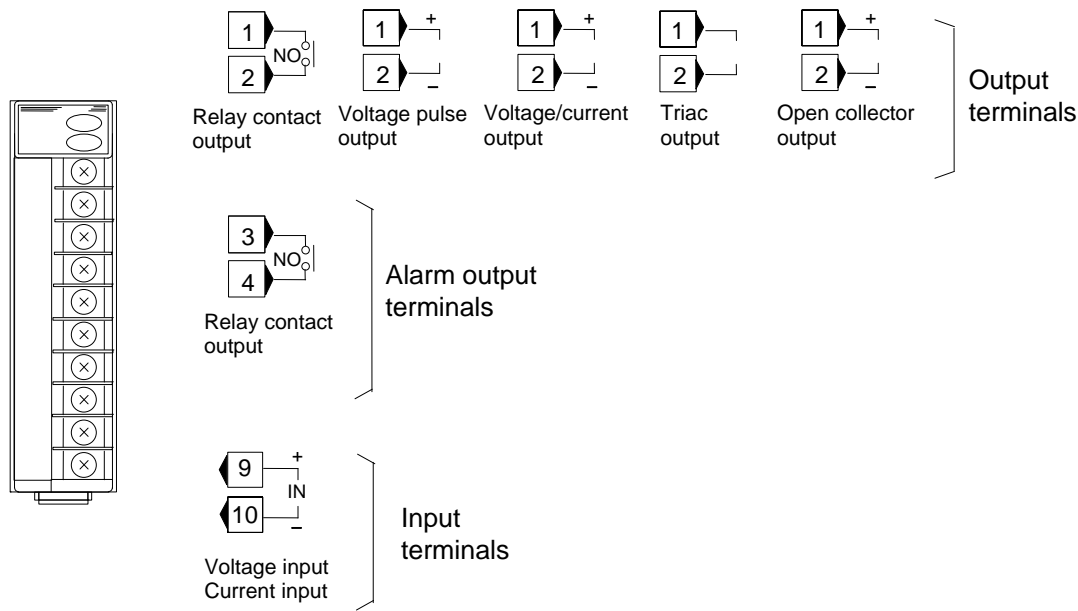 1
NO
2
Relay contact
output
1
+
2
–
Voltage pulse
output
1
+
2
–
Voltage/current
output
1
2
Triac
output
1
+
2
–
Open collector
output
Output
terminals
3
NO
4
Relay contact
output
Alarm output
terminals
9
+
IN
10
–
Voltage input
Current input
Input
terminals